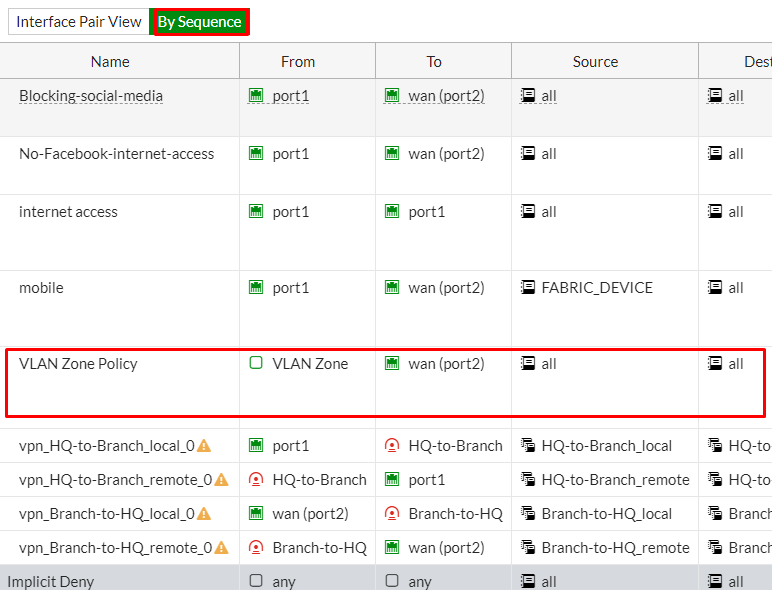 Interface Pair View By Sequence
Name From To Source Dest
Blocking-social-media port1 wan (port2) all all
No-Facebook-internet-access port1 wan (port2) all all
internet access port1 port1 all all
mobile port1 wan (port2) FABRIC_DEVICE all
VLAN Zone Policy VLAN Zone wan (port2) all all
vpn_HQ-to-Branch_local_0 port1 HQ-to-Branch HQ-to-Branch_local HQ-to
vpn_HQ-to-Branch_remote_0 HQ-to-Branch port1 HQ-to-Branch_remote HQ-to
vpn_Branch-to-HQ_local_0 wan (port2) Branch-to-HQ Branch-to-HQ_local Branch
vpn_Branch-to-HQ_remote_0 Branch-to-HQ wan (port2) Branch-to-HQ_remote Branch
Implicit Deny any any all all